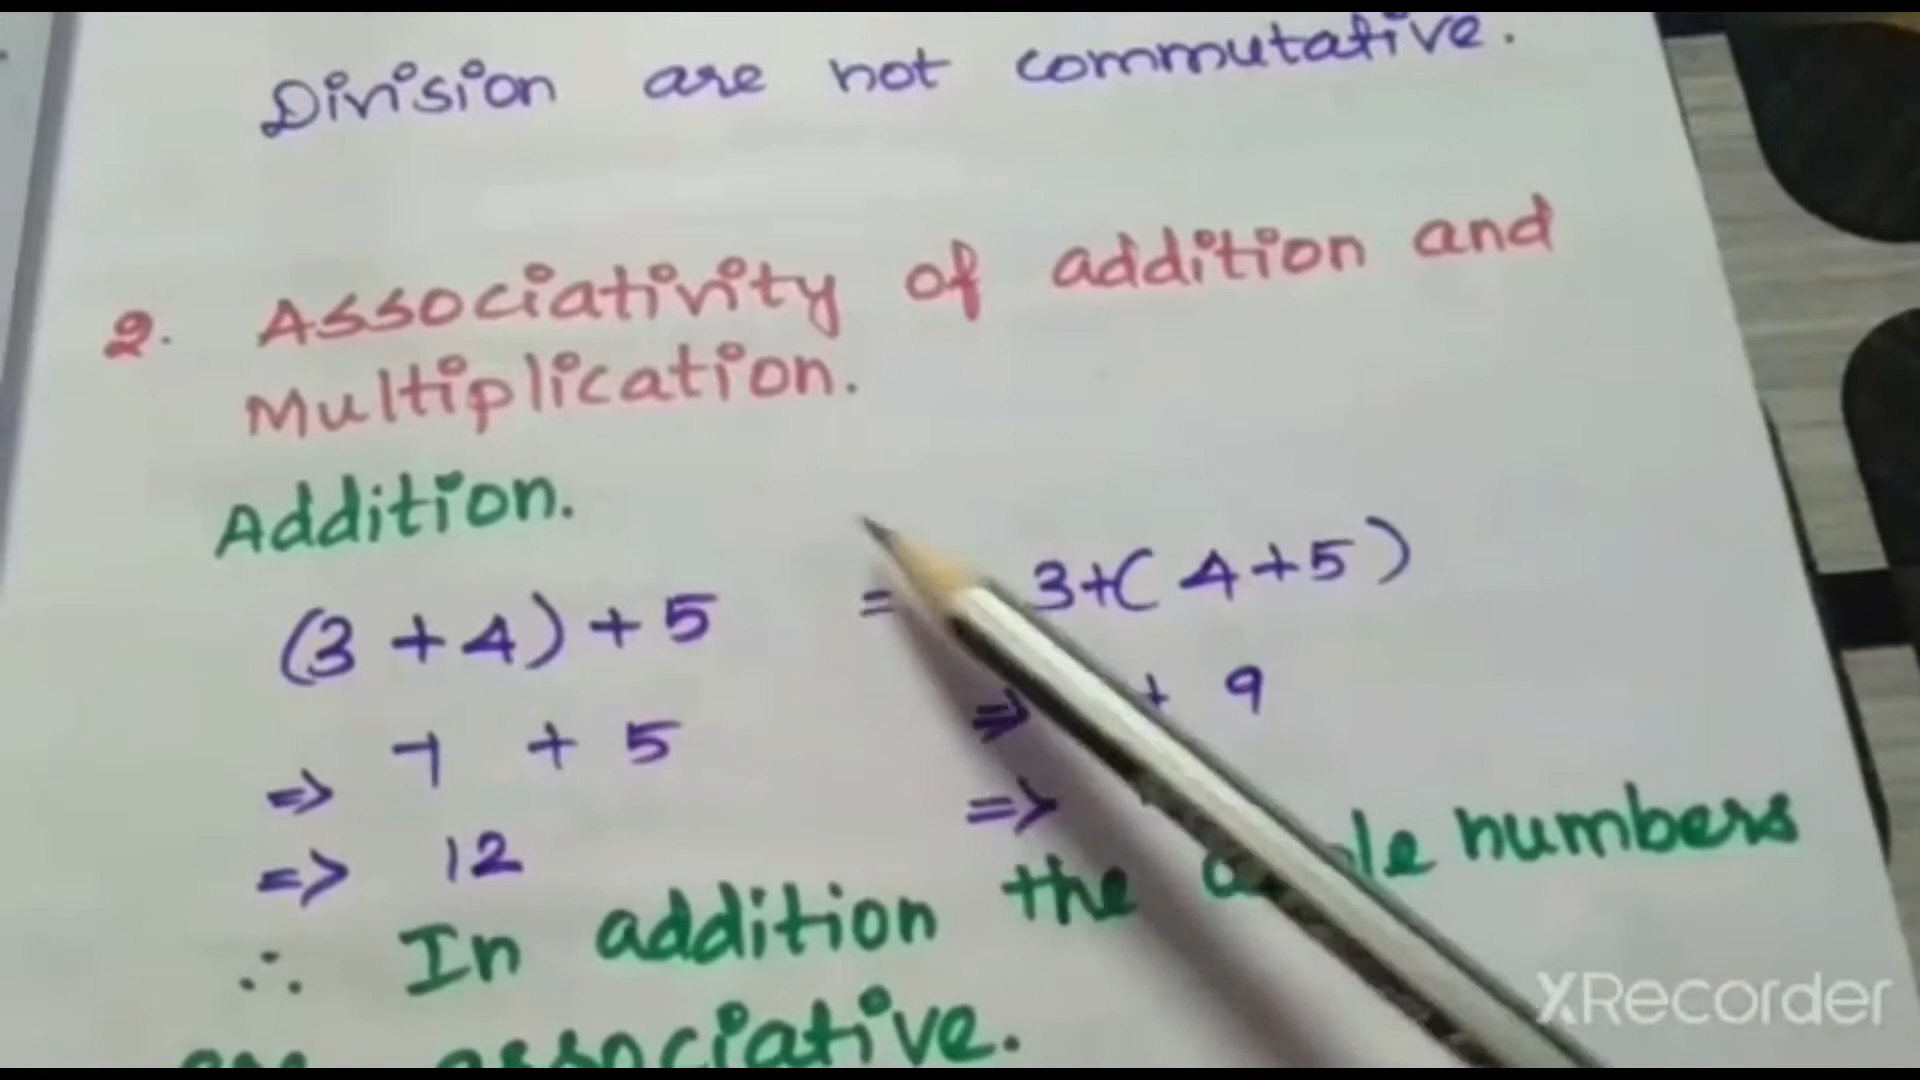 Division are not commutative.
2. Associativity of addition and
Multiplication.
Addition.
(3 + 4) + 5 = 3+(4+5)
⇒ 7 + 5 ⇒ + 9
⇒ 12 ⇒
∴ In addition the numbers
associative.
XRecorder